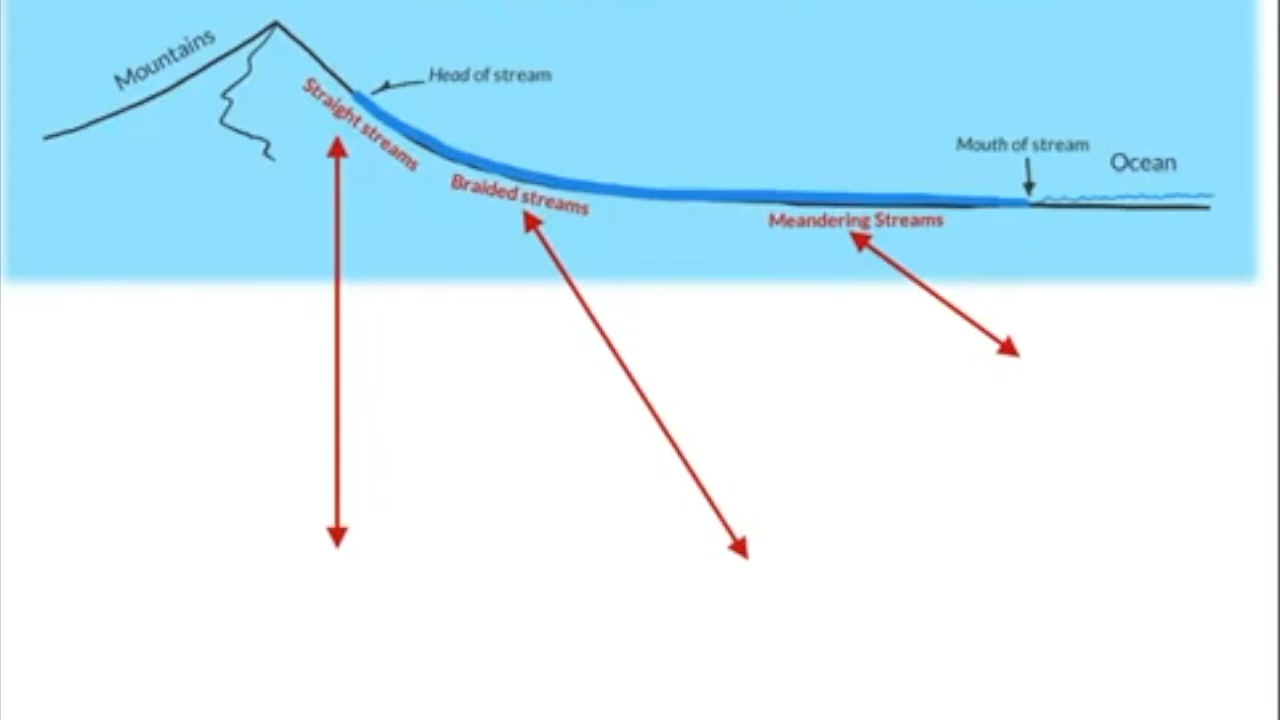 Mountains
Head of stream
Straight streams
Mouth of stream
Ocean
Braided streams
Meandering Streams